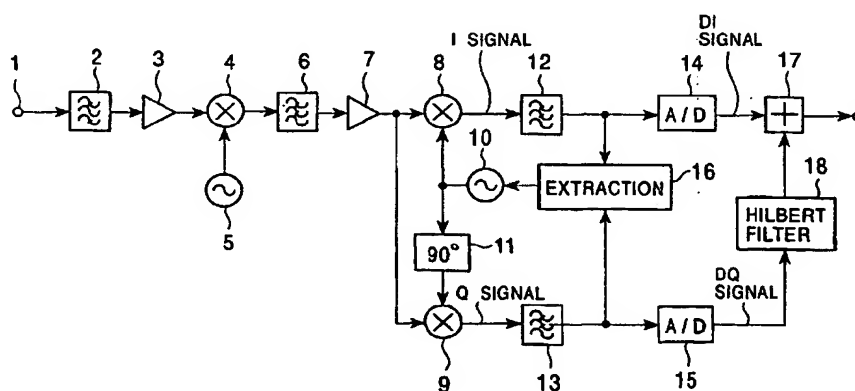 I SIGNAL
DI
SIGNAL
1
2
3
4
6
7
8
12
14
17
A/D
10
16
EXTRACTION
18
HILBERT
FILTER
5
90°
11
Q SIGNAL
DQ
SIGNAL
A/D
9
13
15